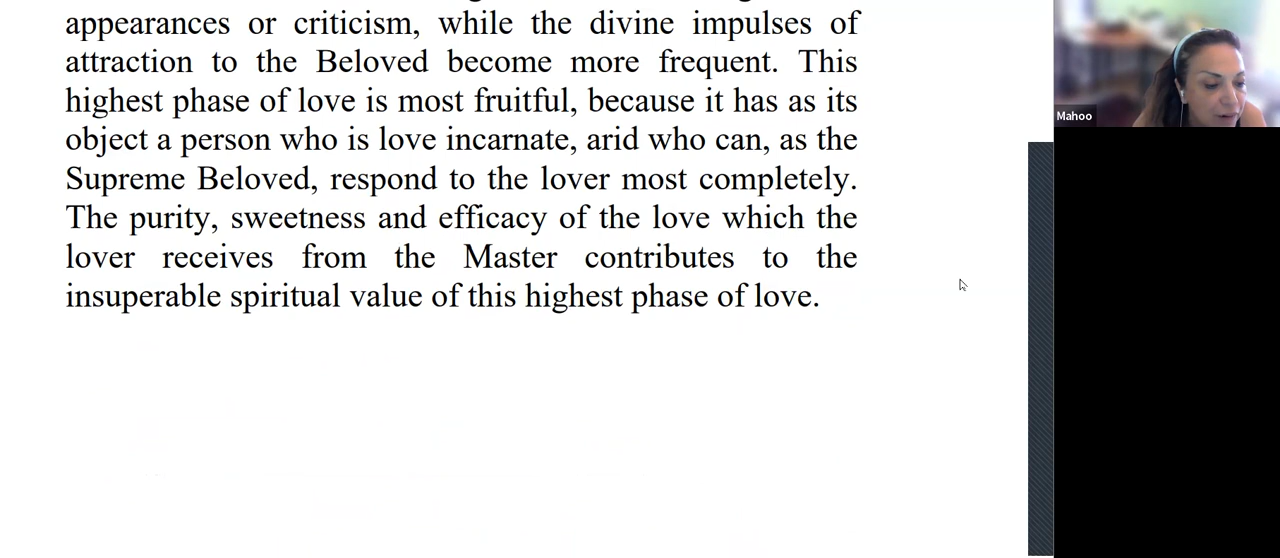 appearances or criticism, while the divine impulses of
attraction to the Beloved become more frequent. This
highest phase of love is most fruitful, because it has as its
object a person who is love incarnate, arid who can, as the
Supreme Beloved, respond to the lover most completely.
The purity, sweetness and efficacy of the love which the
lover receives from the Master contributes to the
insuperable spiritual value of this highest phase of love.
Mahoo